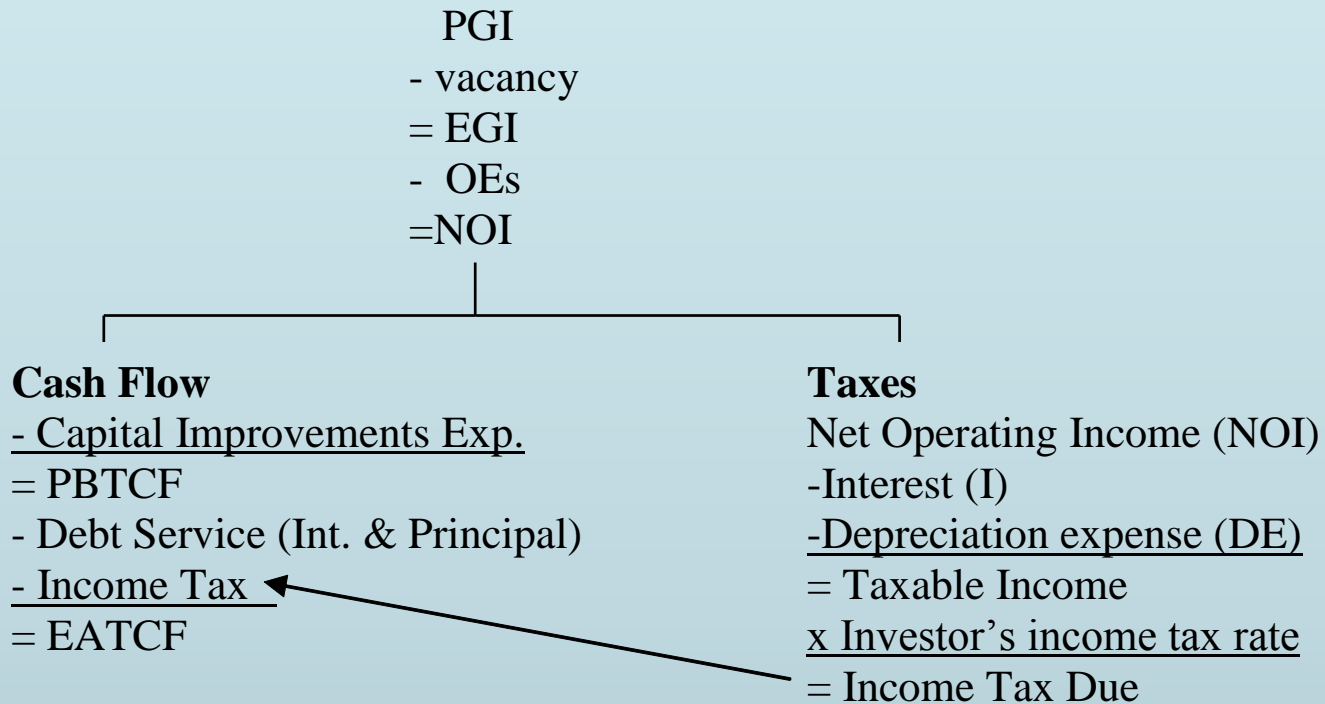 PGI
- vacancy
= EGI
- OEs
=NOI
Cash Flow
- Capital Improvements Exp.
= PBTCF
- Debt Service (Int. & Principal)
- Income Tax
= EATCF
Taxes
Net Operating Income (NOI)
-Interest (I)
-Depreciation expense (DE)
= Taxable Income
x Investor’s income tax rate
= Income Tax Due